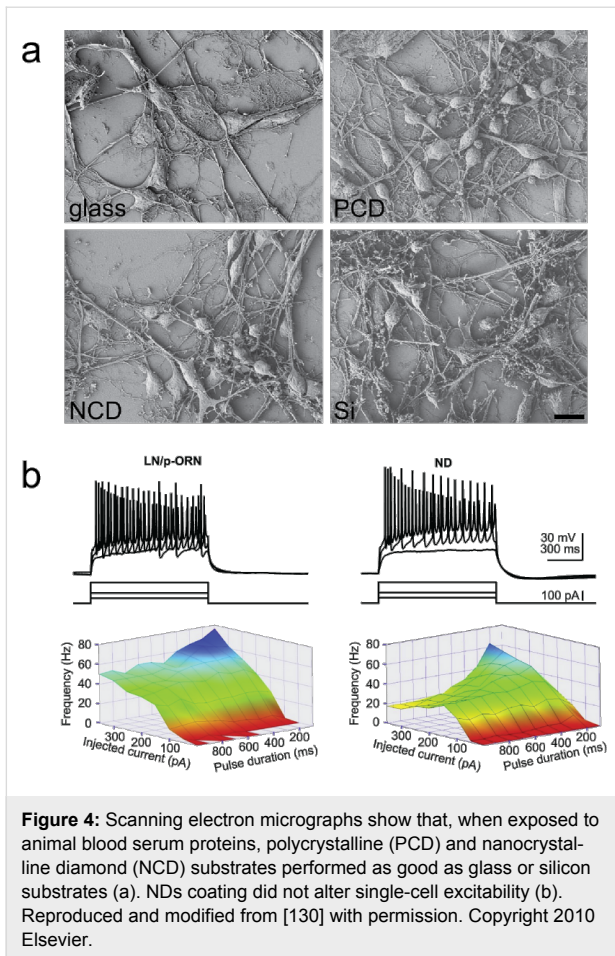 a
glass
PCD
NCD
Si
b
LN/p-ORN
ND
30 mV
300 ms
100 pA
80
60
40
20
0
Frequency (Hz)
300
200
100
Injected current (pA)
800
600
400
200
Pulse duration (ms)
80
60
40
20
0
Frequency (Hz)
300
200
100
Injected current (pA)
800
600
400
200
Pulse duration (ms)
Figure 4: Scanning electron micrographs show that, when exposed to
animal blood serum proteins, polycrystalline (PCD) and nanocrystal-
line diamond (NCD) substrates performed as good as glass or silicon
substrates (a). NDs coating did not alter single-cell excitability (b).
Reproduced and modified from [130] with permission. Copyright 2010
Elsevier.